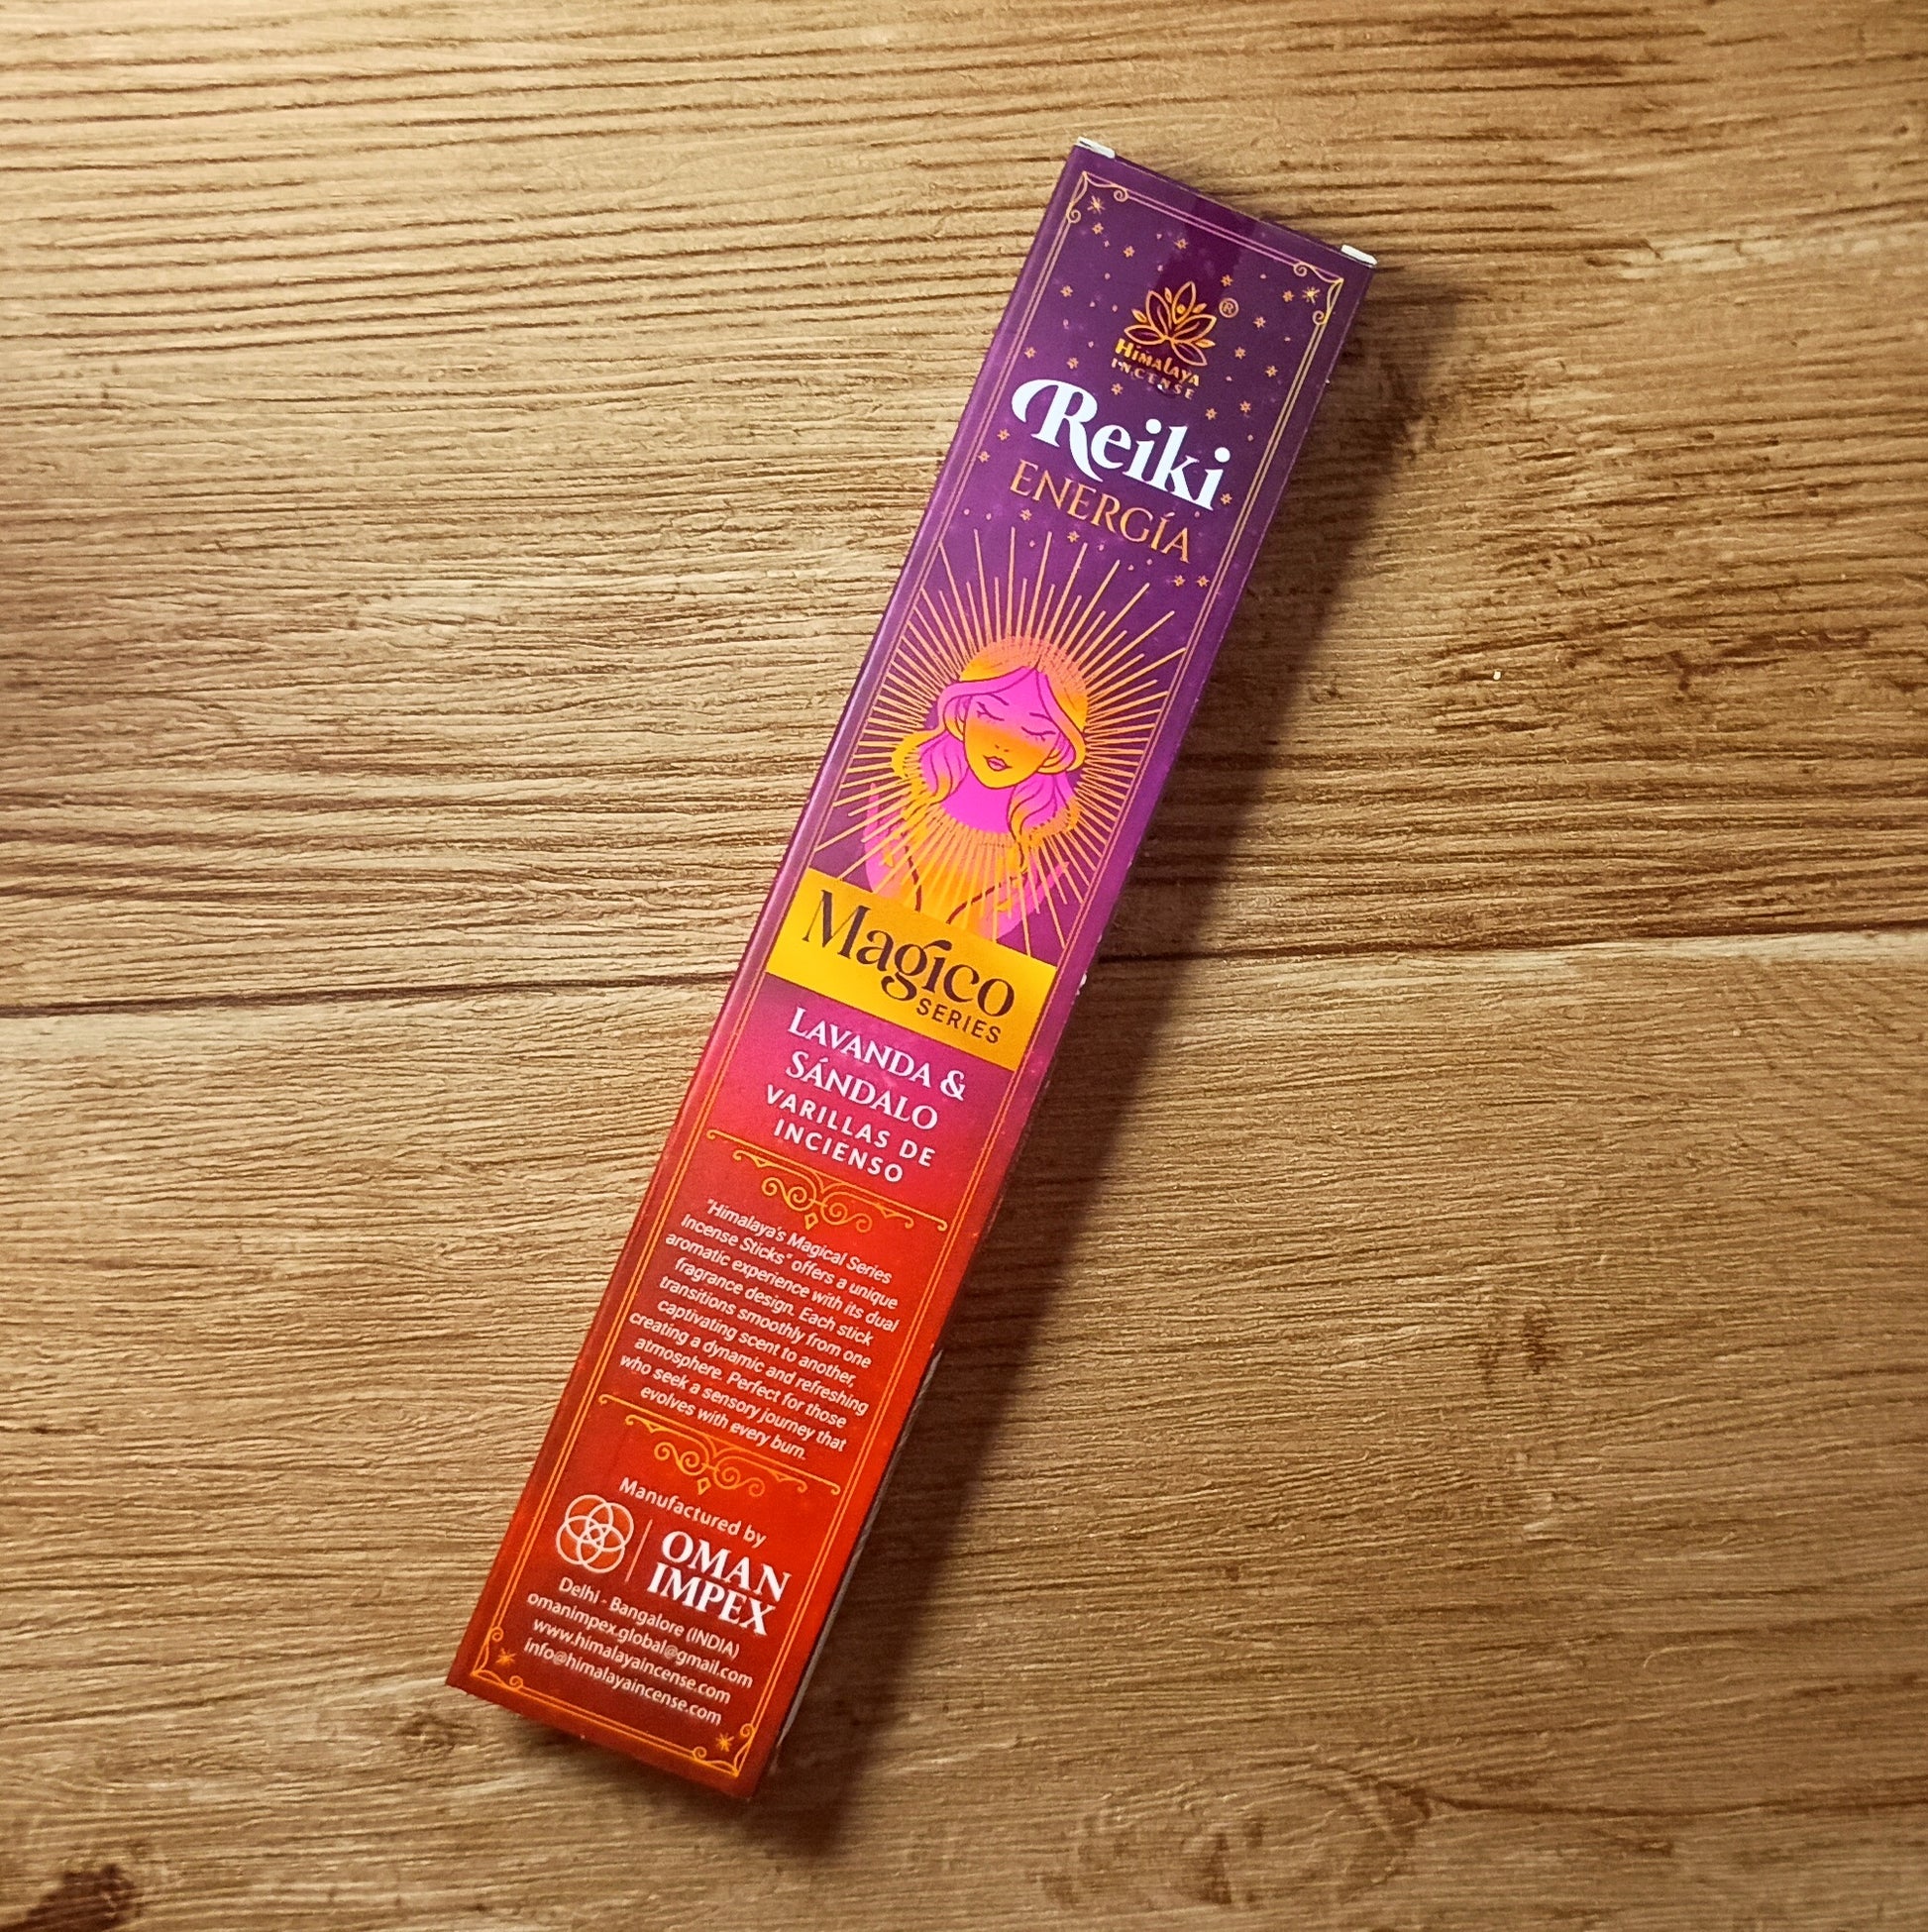 ®
Himalaya
INCENSE
Reiki
ENERGÍA
Magico
SERIES
LAVANDA &
SÁNDALO
VARILLAS DE
INCIENSO
"Himalaya's Magical Series
Incense Sticks" offers a unique
aromatic experience with its dual
fragrance design. Each stick
transitions smoothly from one
captivating scent to another,
creating a dynamic and refreshing
atmosphere. Perfect for those
who seek a sensory journey that
evolves with every burn.
Manufactured by
OMAN
IMPEX
Delhi - Bangalore (INDIA)
omanimpex.global@gmail.com
www.himalayaincense.com
Info@himalayaincense.com